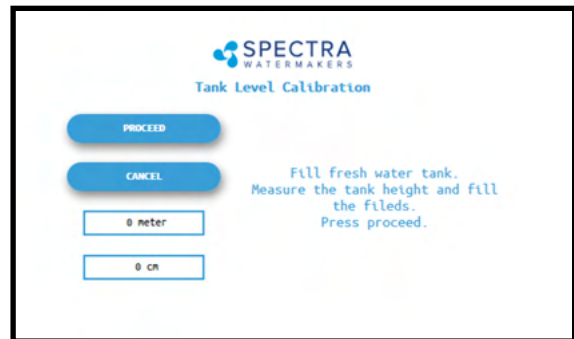 SPECTRA
WATERMAKERS
Tank Level Calibration
PROCEED
CANCEL
0 meter
0 cm
Fill fresh water tank.
Measure the tank height and fill
the fileds.
Press proceed.